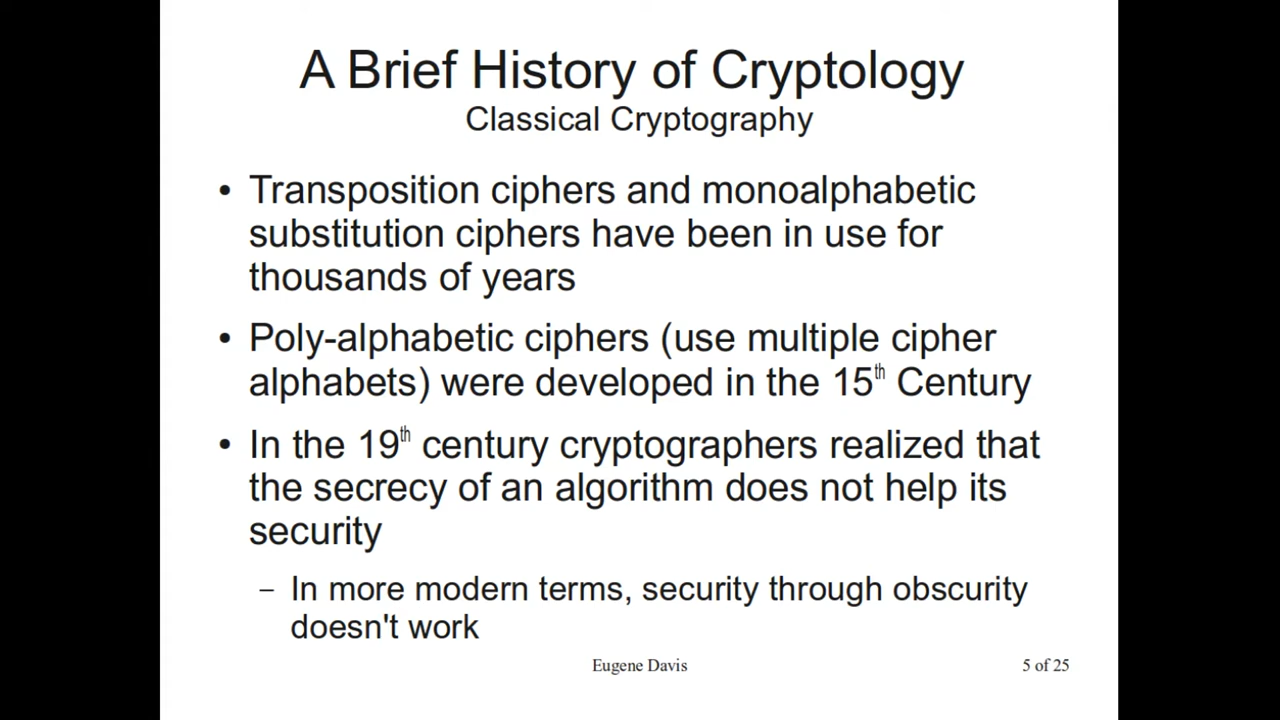 A Brief History of Cryptology
Classical Cryptography
• Transposition ciphers and monoalphabetic
substitution ciphers have been in use for
thousands of years
• Poly-alphabetic ciphers (use multiple cipher
alphabets) were developed in the 15th Century
• In the 19th century cryptographers realized that
the secrecy of an algorithm does not help its
security
– In more modern terms, security through obscurity
doesn't work
Eugene Davis
5 of 25